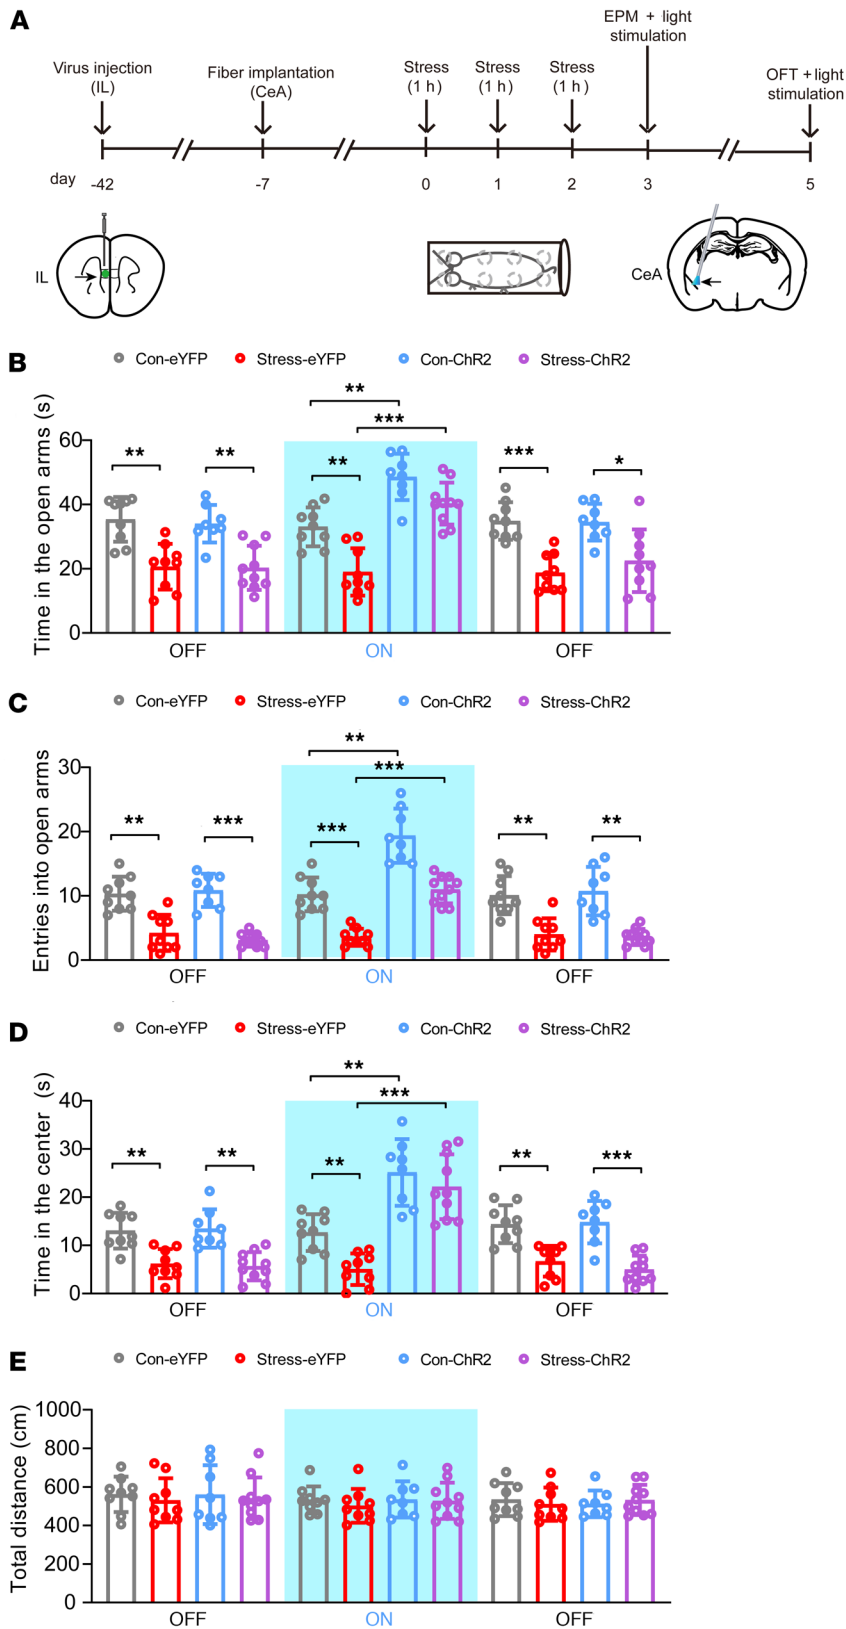 A
EPM + light
stimulation
Virus injection
(IL)
Fiber implantation
(CeA)
Stress
(1 h)
Stress
(1 h)
Stress
(1 h)
OFT + light
stimulation
day -42 -7 0 1 2 3 5
IL
CeA
B
Con-eYFP Stress-eYFP Con-ChR2 Stress-ChR2
Time in the open arms (s)
** ***
** ** ** *** *
60
40
20
0
OFF ON OFF
C
Con-eYFP Stress-eYFP Con-ChR2 Stress-ChR2
Entries into open arms
** ***
** *** *** ** **
30
20
10
0
OFF ON OFF
D
Con-eYFP Stress-eYFP Con-ChR2 Stress-ChR2
Time in the center (s)
** ***
** ** ** ** ***
40
30
20
10
0
OFF ON OFF
E
Con-eYFP Stress-eYFP Con-ChR2 Stress-ChR2
Total distance (cm)
1000
800
600
400
200
0
OFF ON OFF